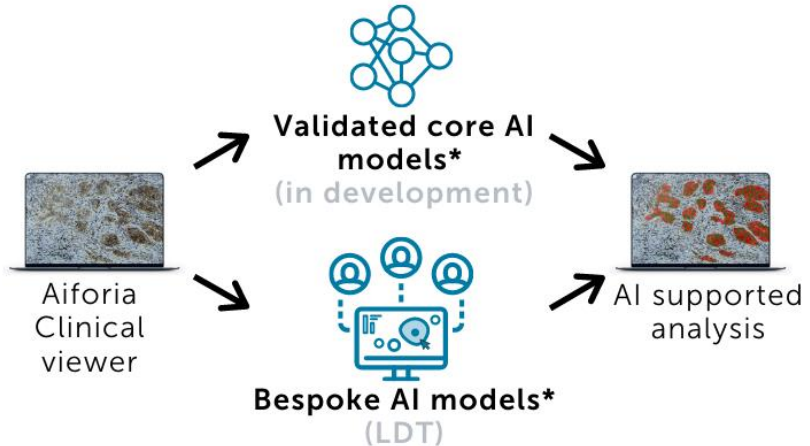 Validated core AI
models*
(in development)
Aiforia
Clinical
viewer
AI supported
analysis
Bespoke AI models*
(LDT)